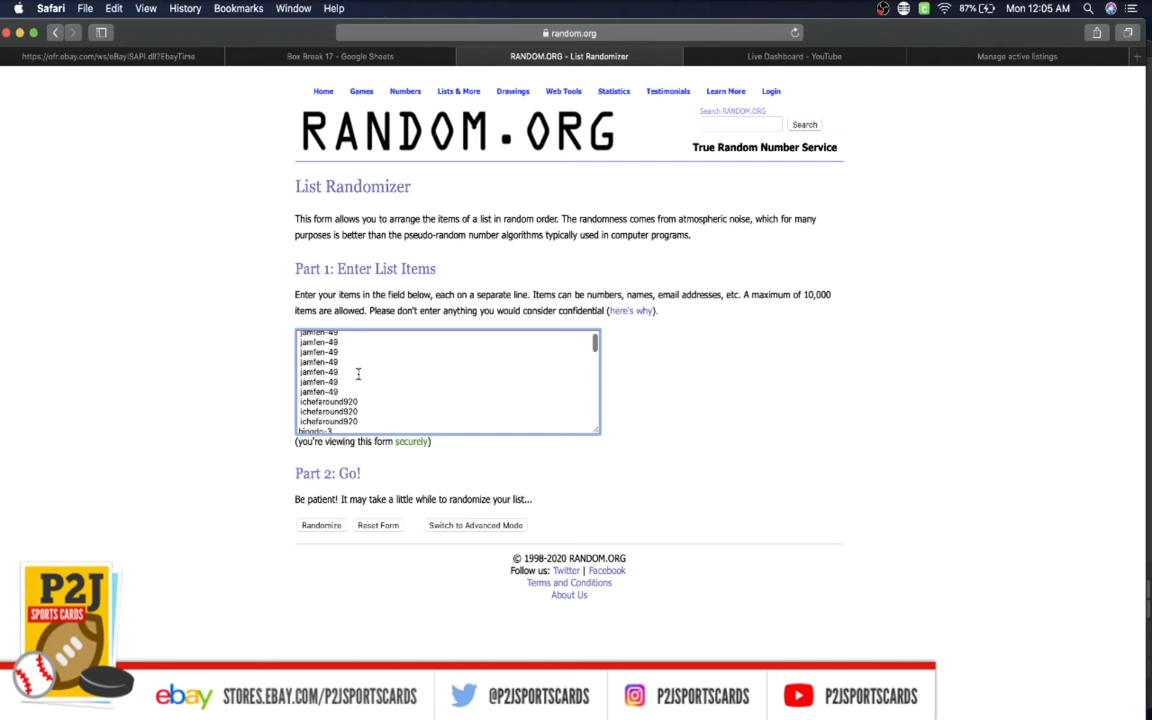 Safari File Edit View History Bookmarks Window Help 87% Mon 12:05 AM
random.org
https://ofr.ebay.com/ws/eBayISAPI.dll?EbayTime Box Break 17 - Google Sheets RANDOM.ORG - List Randomizer Live Dashboard - YouTube Manage active listings
Home Games Numbers Lists & More Drawings Web Tools Statistics Testimonials Learn More Login
RANDOM.ORG
Search RANDOM.ORG
Search
True Random Number Service
List Randomizer
This form allows you to arrange the items of a list in random order. The randomness comes from atmospheric noise, which for many
purposes is better than the pseudo-random number algorithms typically used in computer programs.
Part 1: Enter List Items
Enter your items in the field below, each on a separate line. Items can be numbers, names, email addresses, etc. A maximum of 10,000
items are allowed. Please don't enter anything you would consider confidential (here's why).
jamfen-49
jamfen-49
jamfen-49
jamfen-49
jamfen-49
jamfen-49
jamfen-49
ichefaround920
ichefaround920
ichefaround920
(you're viewing this form securely)
Part 2: Go!
Be patient! It may take a little while to randomize your list...
Randomize Reset Form Switch to Advanced Mode
© 1998-2020 RANDOM.ORG
Follow us: Twitter | Facebook
Terms and Conditions
About Us
P2J
SPORTS CARDS
ebay STORES.EBAY.COM/P2JSPORTSCARDS @P2JSPORTSCARDS P2JSPORTSCARDS P2JSPORTSCARDS